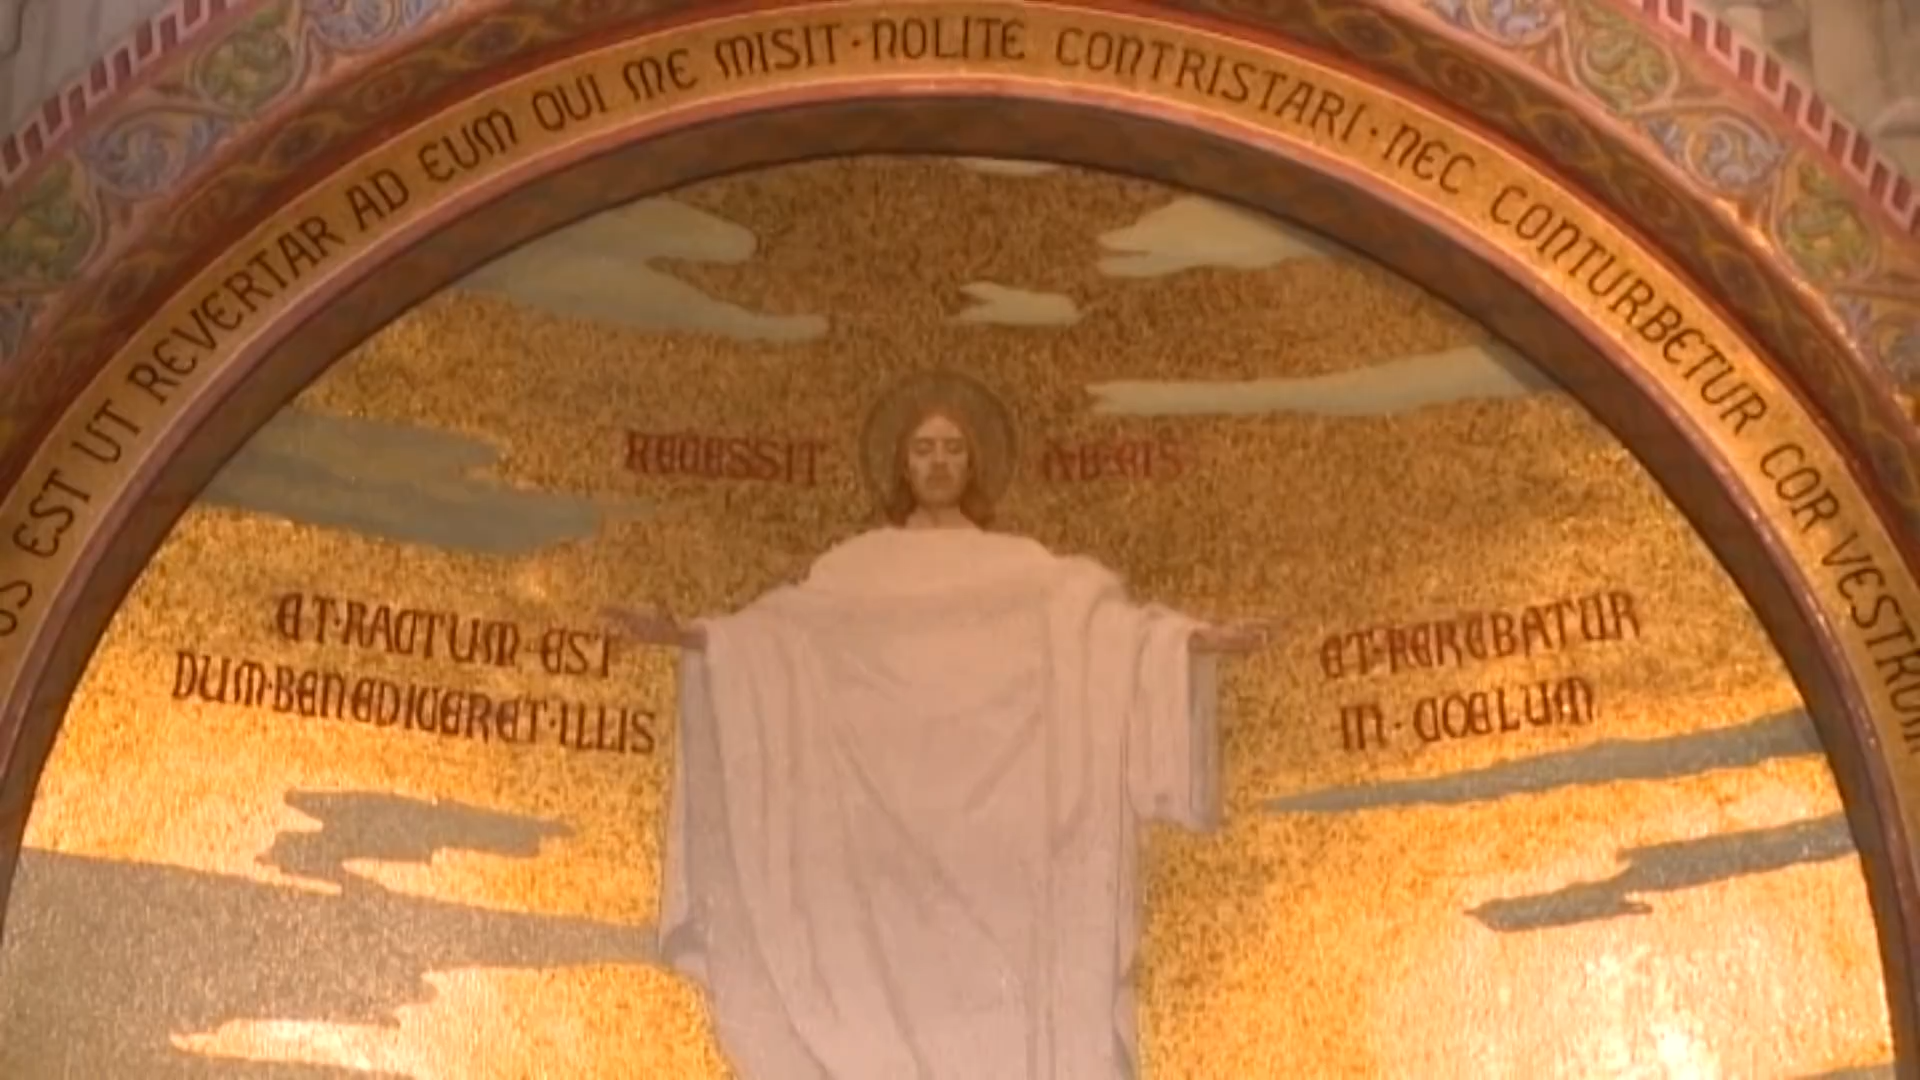 EST UT REVERTAR AD EUM QUI ME MISIT·NOLITE CONTRISTARI·NEC CONTURBETUR COR VESTRUM
RECESSIT
ET·FACTUM·EST
DUM·BENEDICERET·ILLIS
ET·FEREBATUR
IN·COELUM